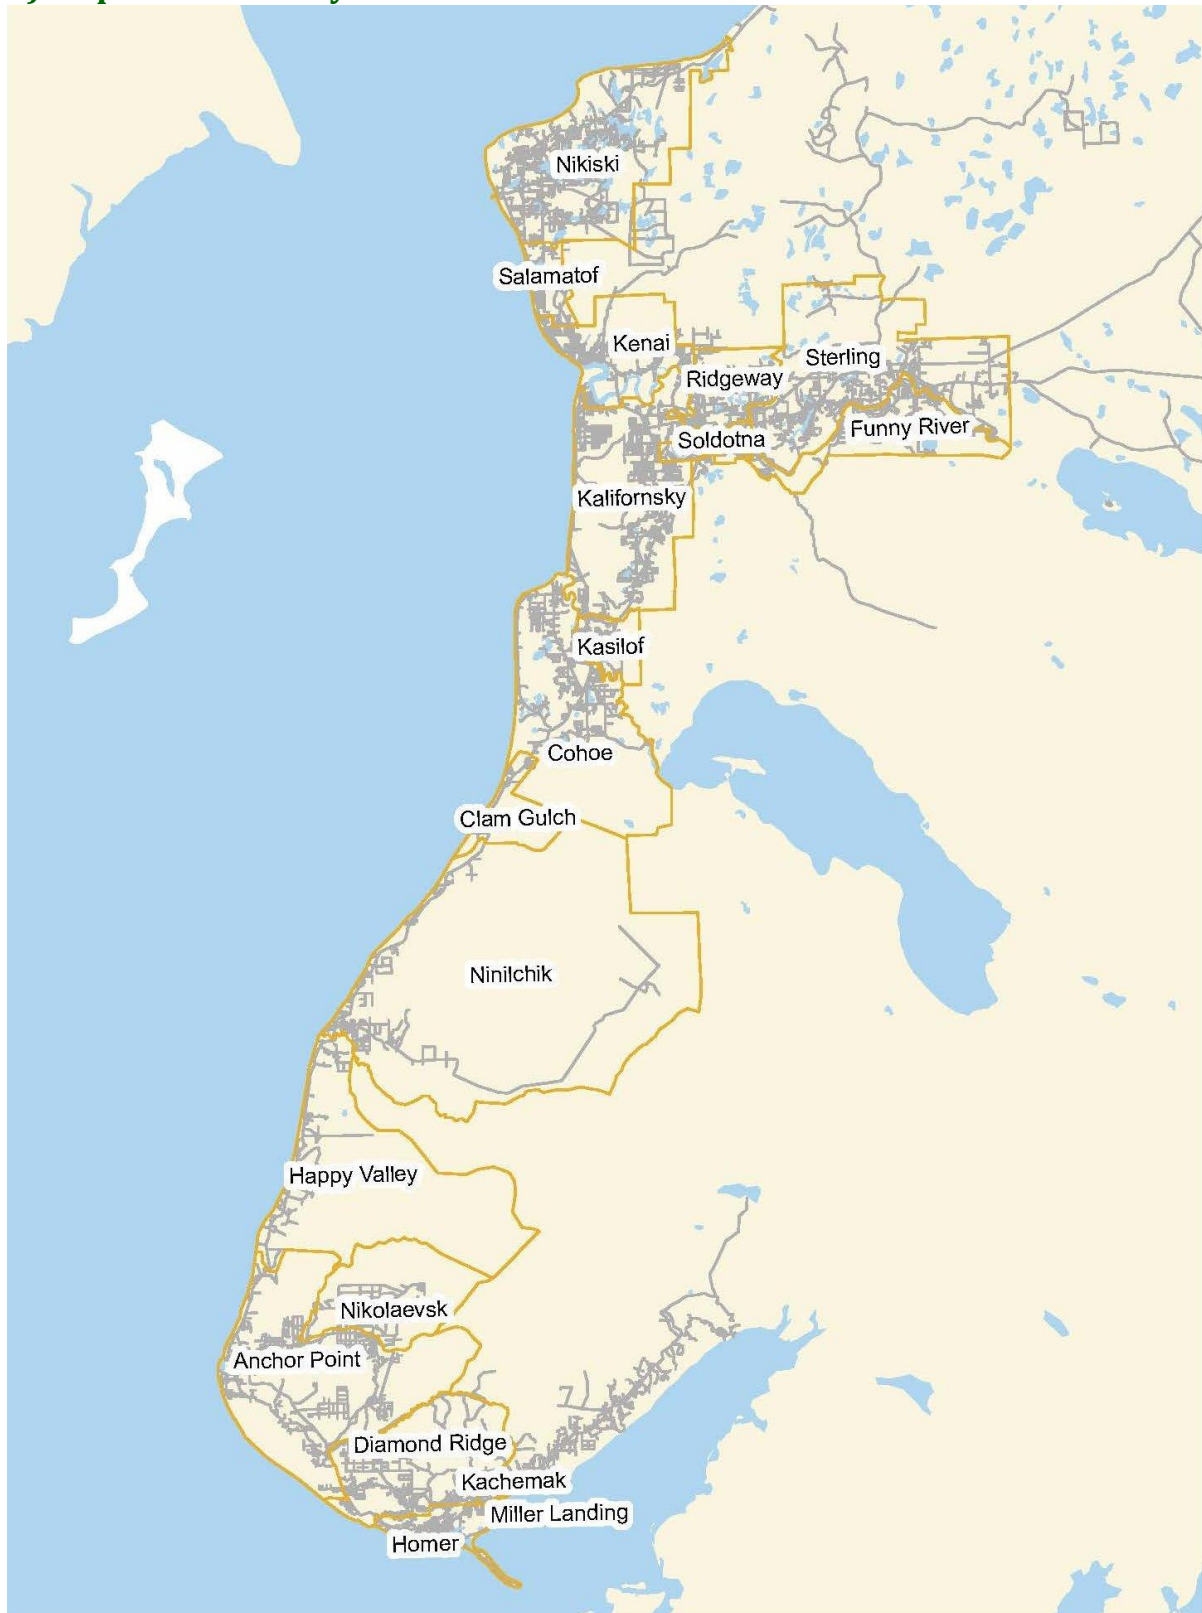 Nikiski
Salamatof
Kenai
Sterling
Ridgeway
Funny River
Soldotna
Kalifornsky
Kasilof
Cohoe
Clam Gulch
Ninilchik
Happy Valley
Nikolaevsk
Anchor Point
Diamond Ridge
Kachemak
Miller Landing
Homer